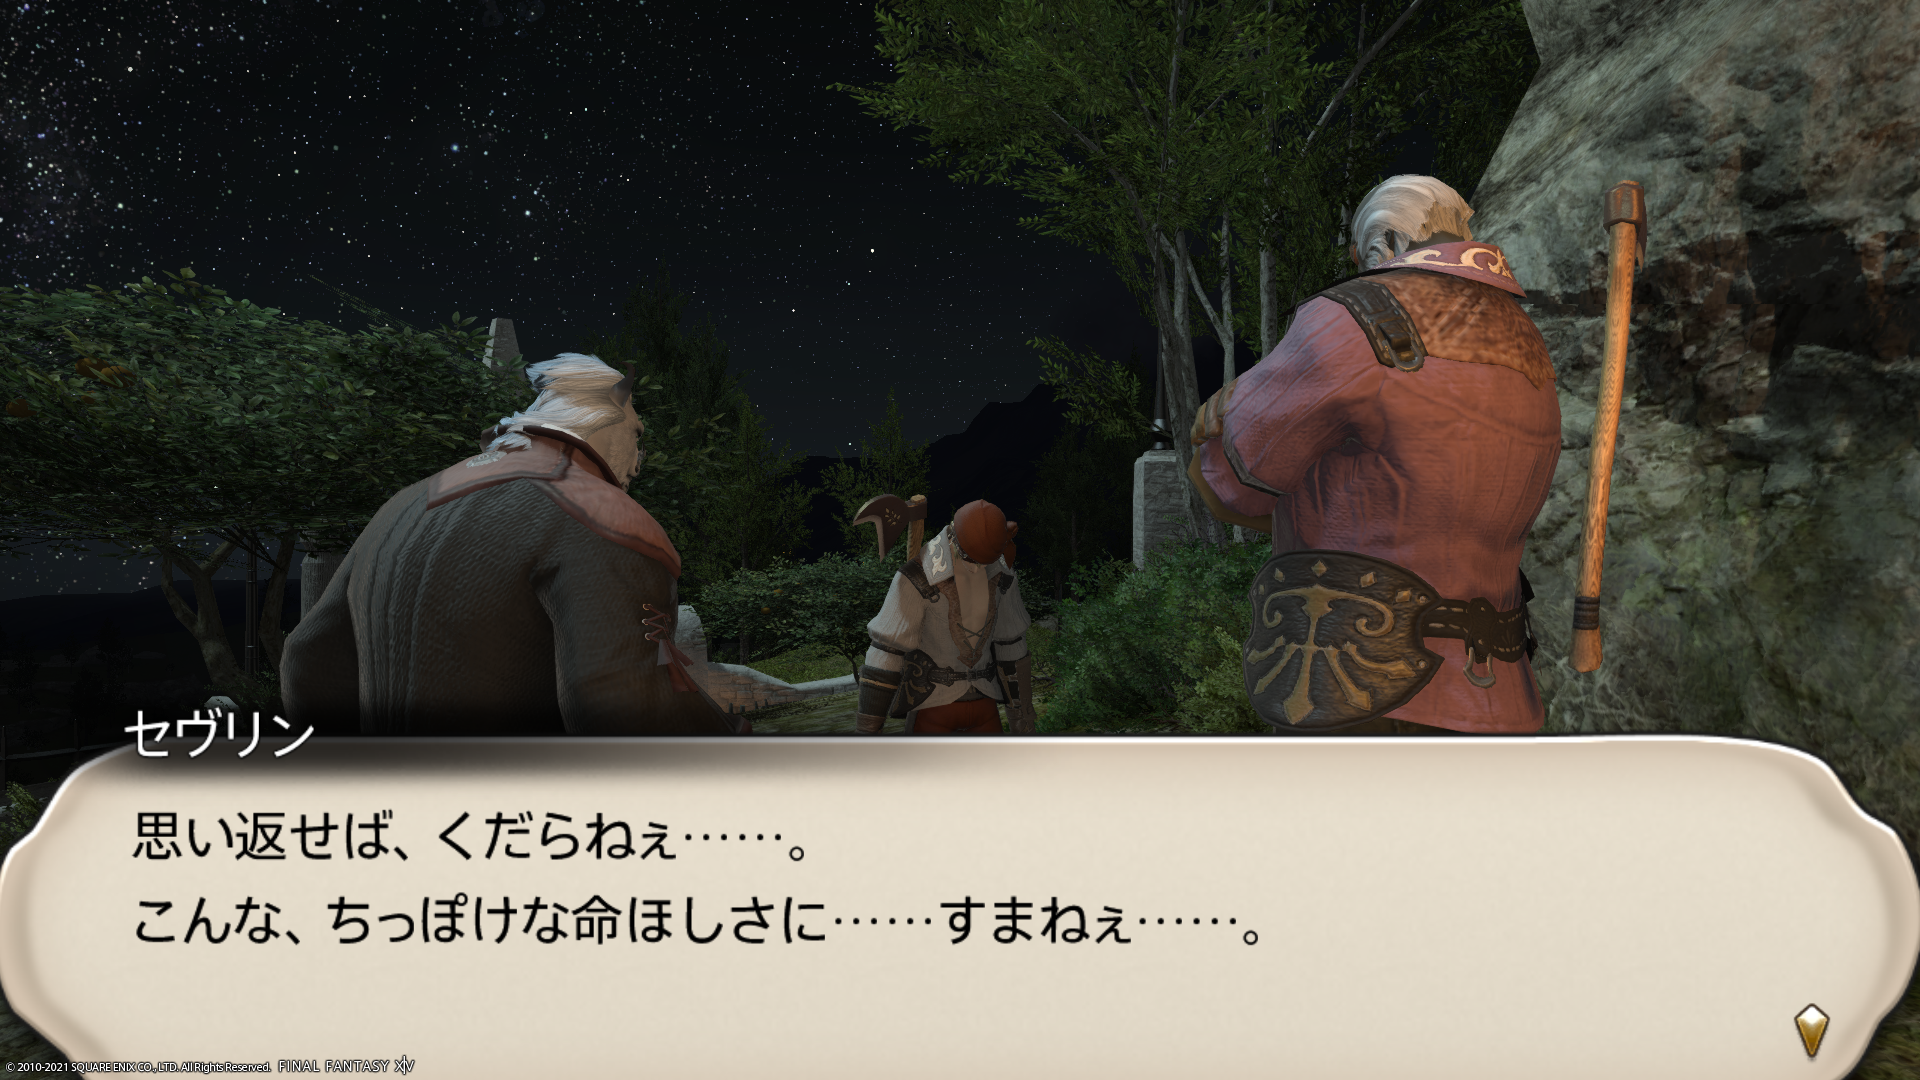 セヴリン
思い返せば、くだらねぇ……。
こんな、ちっぽけな命ほしさに……すまねぇ……。
© 2010-2021 SQUARE ENIX CO., LTD. All Rights Reserved. FINAL FANTASY XIV